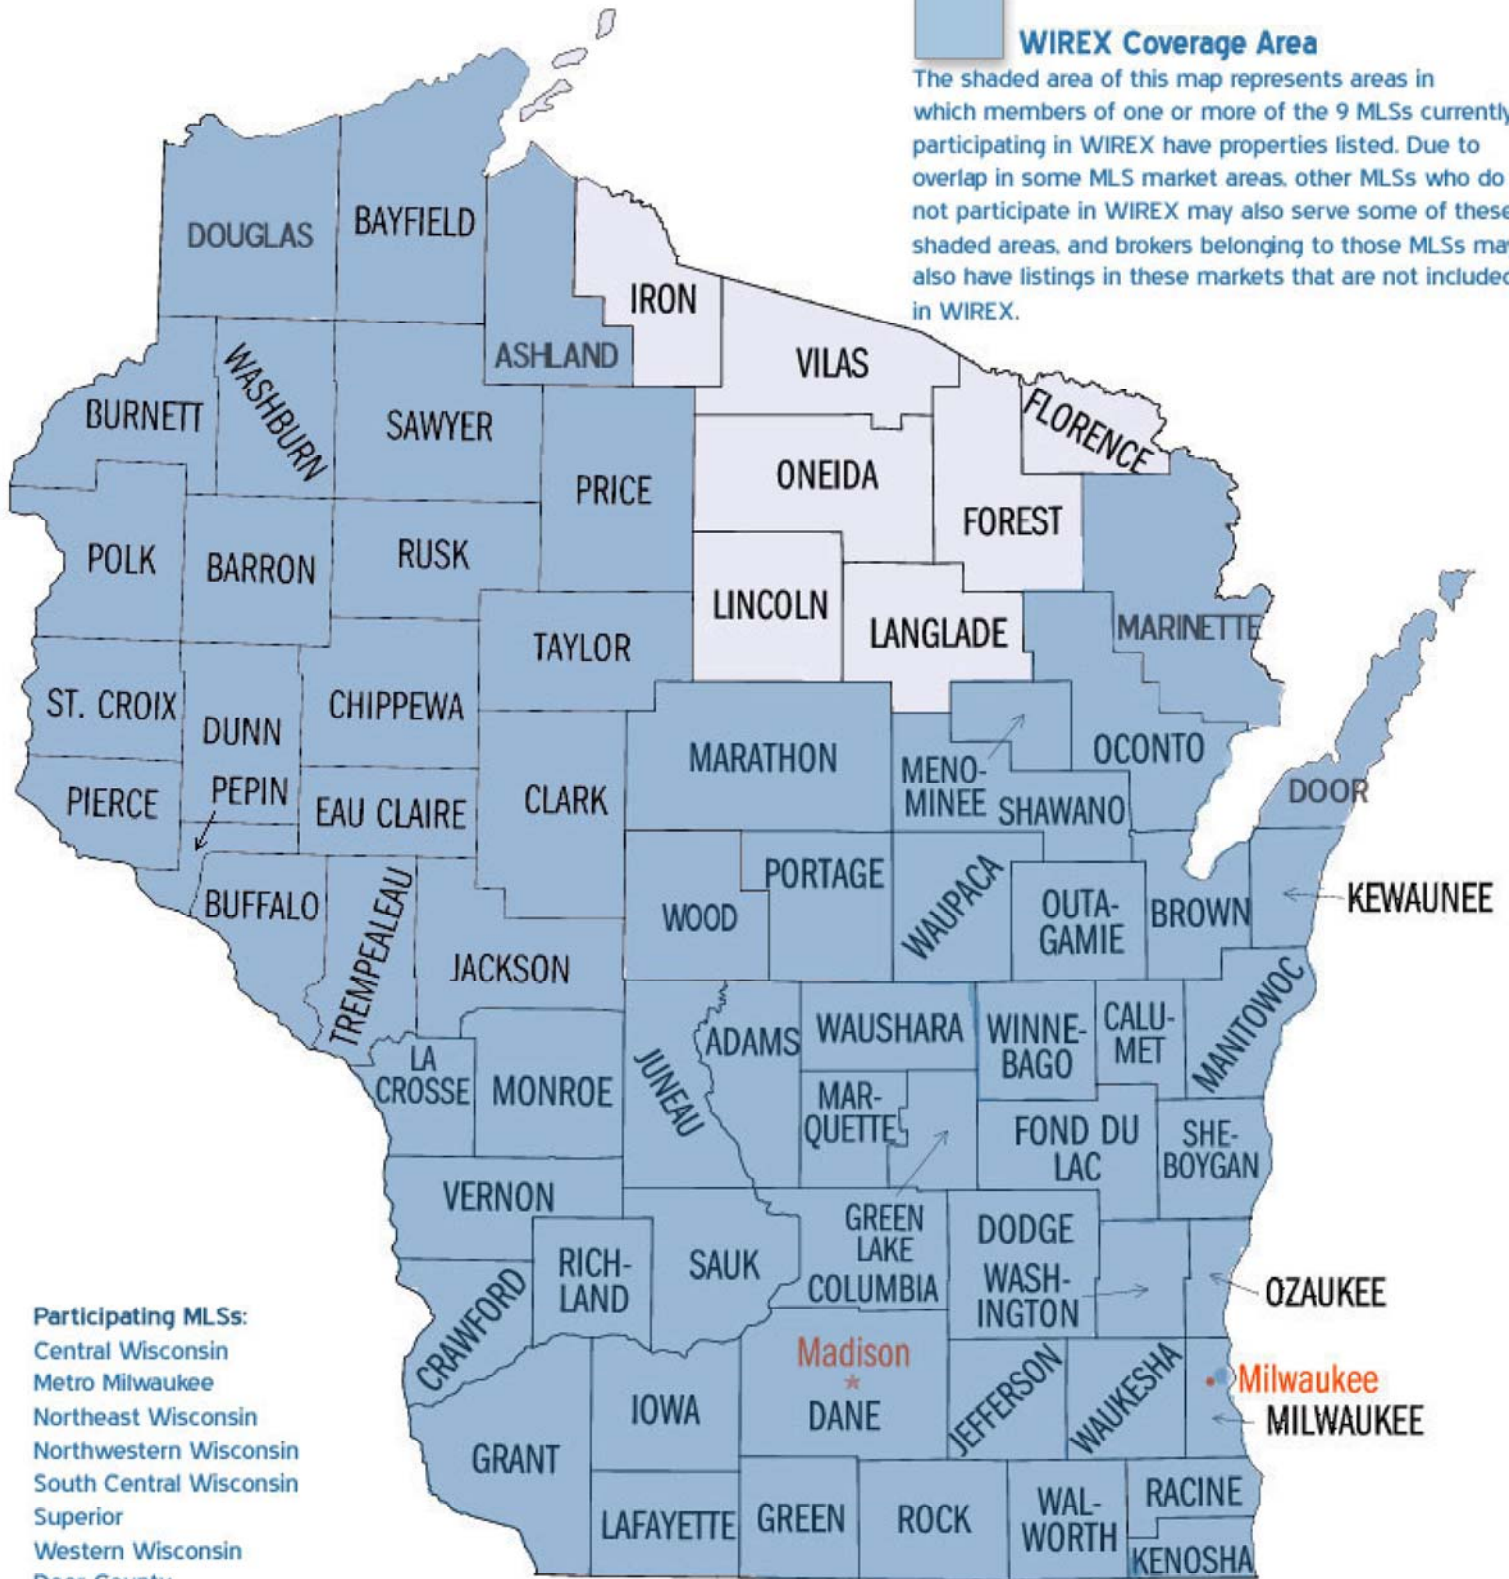 WIREX Coverage Area
The shaded area of this map represents areas in
which members of one or more of the 9 MLSs currently
participating in WIREX have properties listed. Due to
overlap in some MLS market areas, other MLSs who do
not participate in WIREX may also serve some of these
shaded areas, and brokers belonging to those MLSs may
also have listings in these markets that are not included
in WIREX.
DOUGLAS
BAYFIELD
IRON
ASHLAND
VILAS
BURNETT
WASHBURN
SAWYER
FLORENCE
PRICE
ONEIDA
FOREST
POLK
BARRON
RUSK
LINCOLN
LANGLADE
MARINETTE
TAYLOR
ST. CROIX
DUNN
CHIPPEWA
MARATHON
OCONTO
MENO-
MINEE
SHAWANO
DOOR
PIERCE
PEPIN
EAU CLAIRE
CLARK
BUFFALO
TREMPEALEAU
WOOD
PORTAGE
WAUPACA
OUTA-
GAMIE
BROWN
KEWAUNEE
JACKSON
MANITOWOC
LA
CROSSE
MONROE
JUNEAU
ADAMS
WAUSHARA
WINNE-
BAGO
CALU-
MET
MAR-
QUETTE
FOND DU
LAC
SHE-
BOYGAN
VERNON
GREEN
LAKE
RICH-
LAND
SAUK
COLUMBIA
DODGE
WASH-
INGTON
OZAUKEE
CRAWFORD
Madison
DANE
JEFFERSON
WAUKESHA
Milwaukee
MILWAUKEE
IOWA
GRANT
LAFAYETTE
GREEN
ROCK
WAL-
WORTH
RACINE
KENOSHA
Participating MLSs:
Central Wisconsin
Metro Milwaukee
Northeast Wisconsin
Northwestern Wisconsin
South Central Wisconsin
Superior
Western Wisconsin
Door County